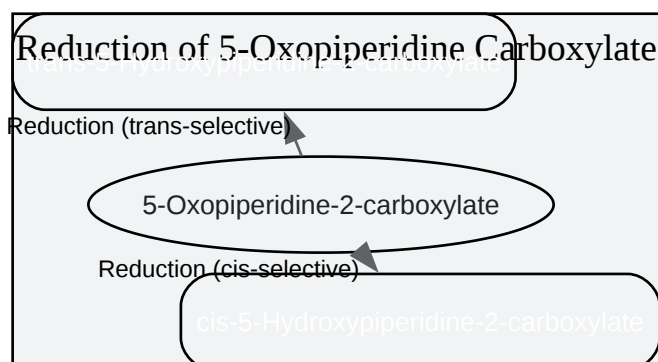 Reduction of 5-Oxopiperidine Carboxylate
trans-5-Hydroxypiperidine-2-carboxylate
Reduction (trans-selective)
5-Oxopiperidine-2-carboxylate
Reduction (cis-selective)
cis-5-Hydroxypiperidine-2-carboxylate